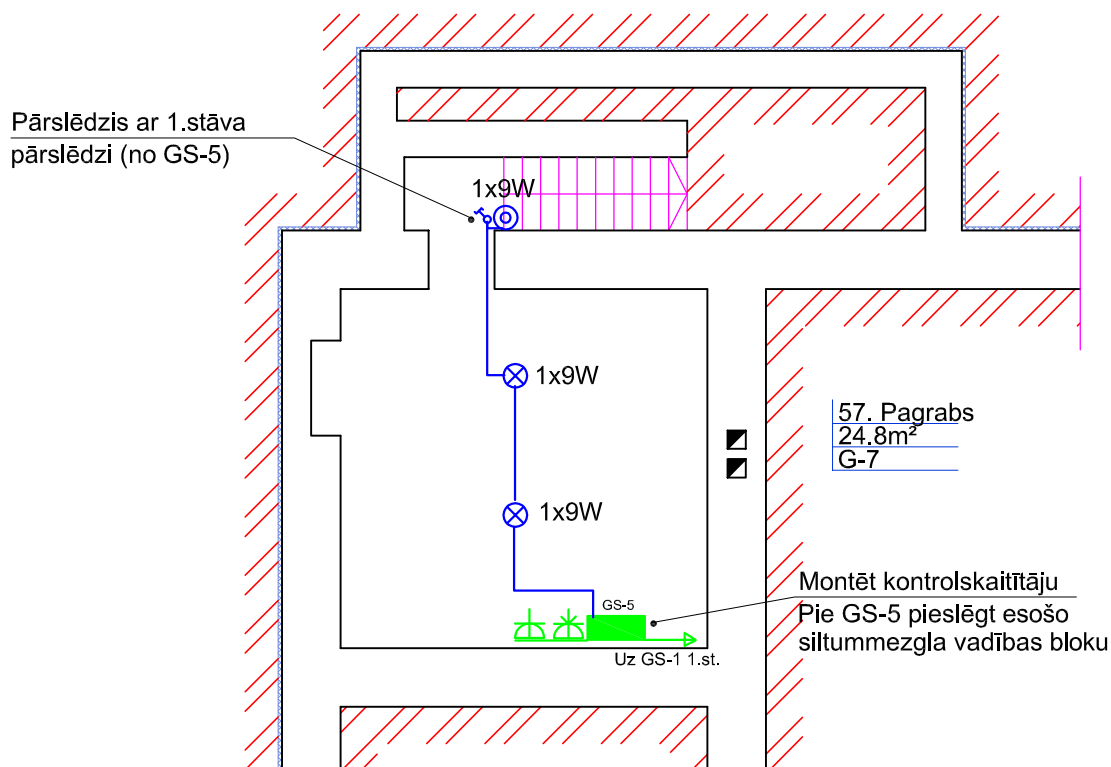 Pārslēdzis ar 1.stāva
pārslēdzi (no GS-5)
1x9W
1x9W
57. Pagrabs
24.8m²
G-7
1x9W
Montēt kontrolskaitītāju
GS-5
Pie GS-5 pieslēgt esošo
siltummezgla vadības bloku
Uz GS-1 1.st.